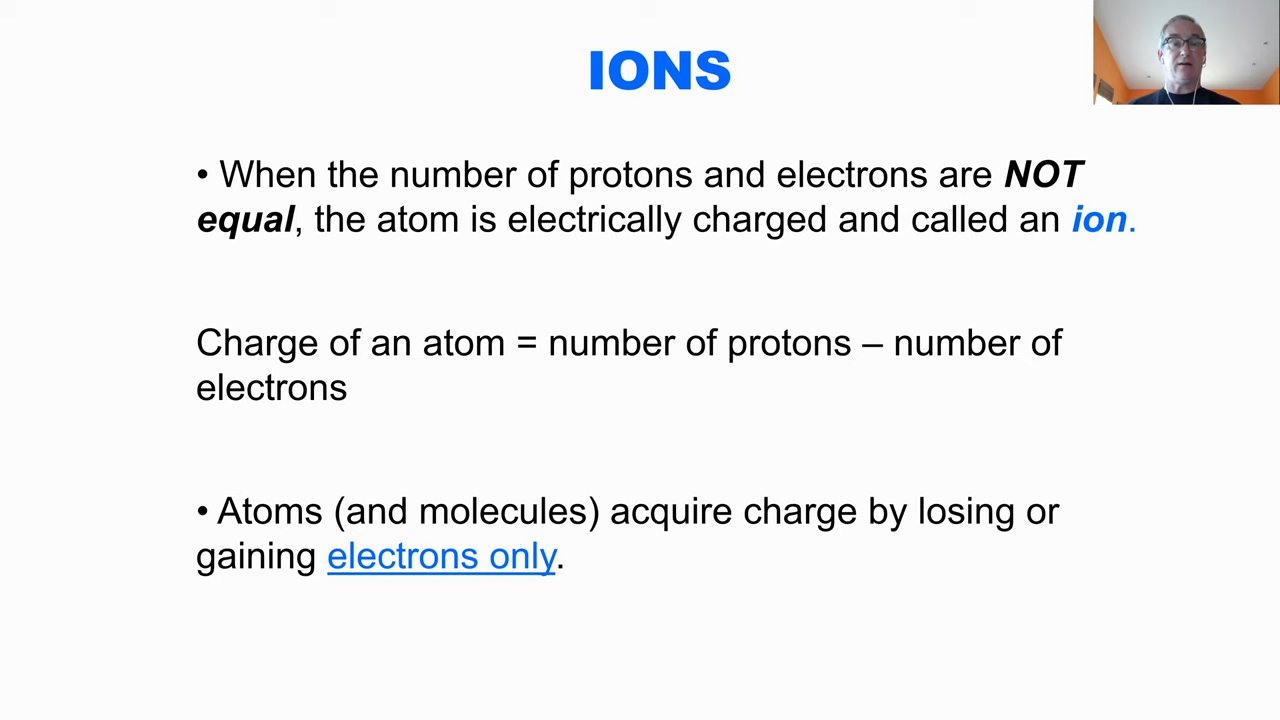 IONS
• When the number of protons and electrons are NOT
equal, the atom is electrically charged and called an ion.
Charge of an atom = number of protons – number of
electrons
• Atoms (and molecules) acquire charge by losing or
gaining electrons only.